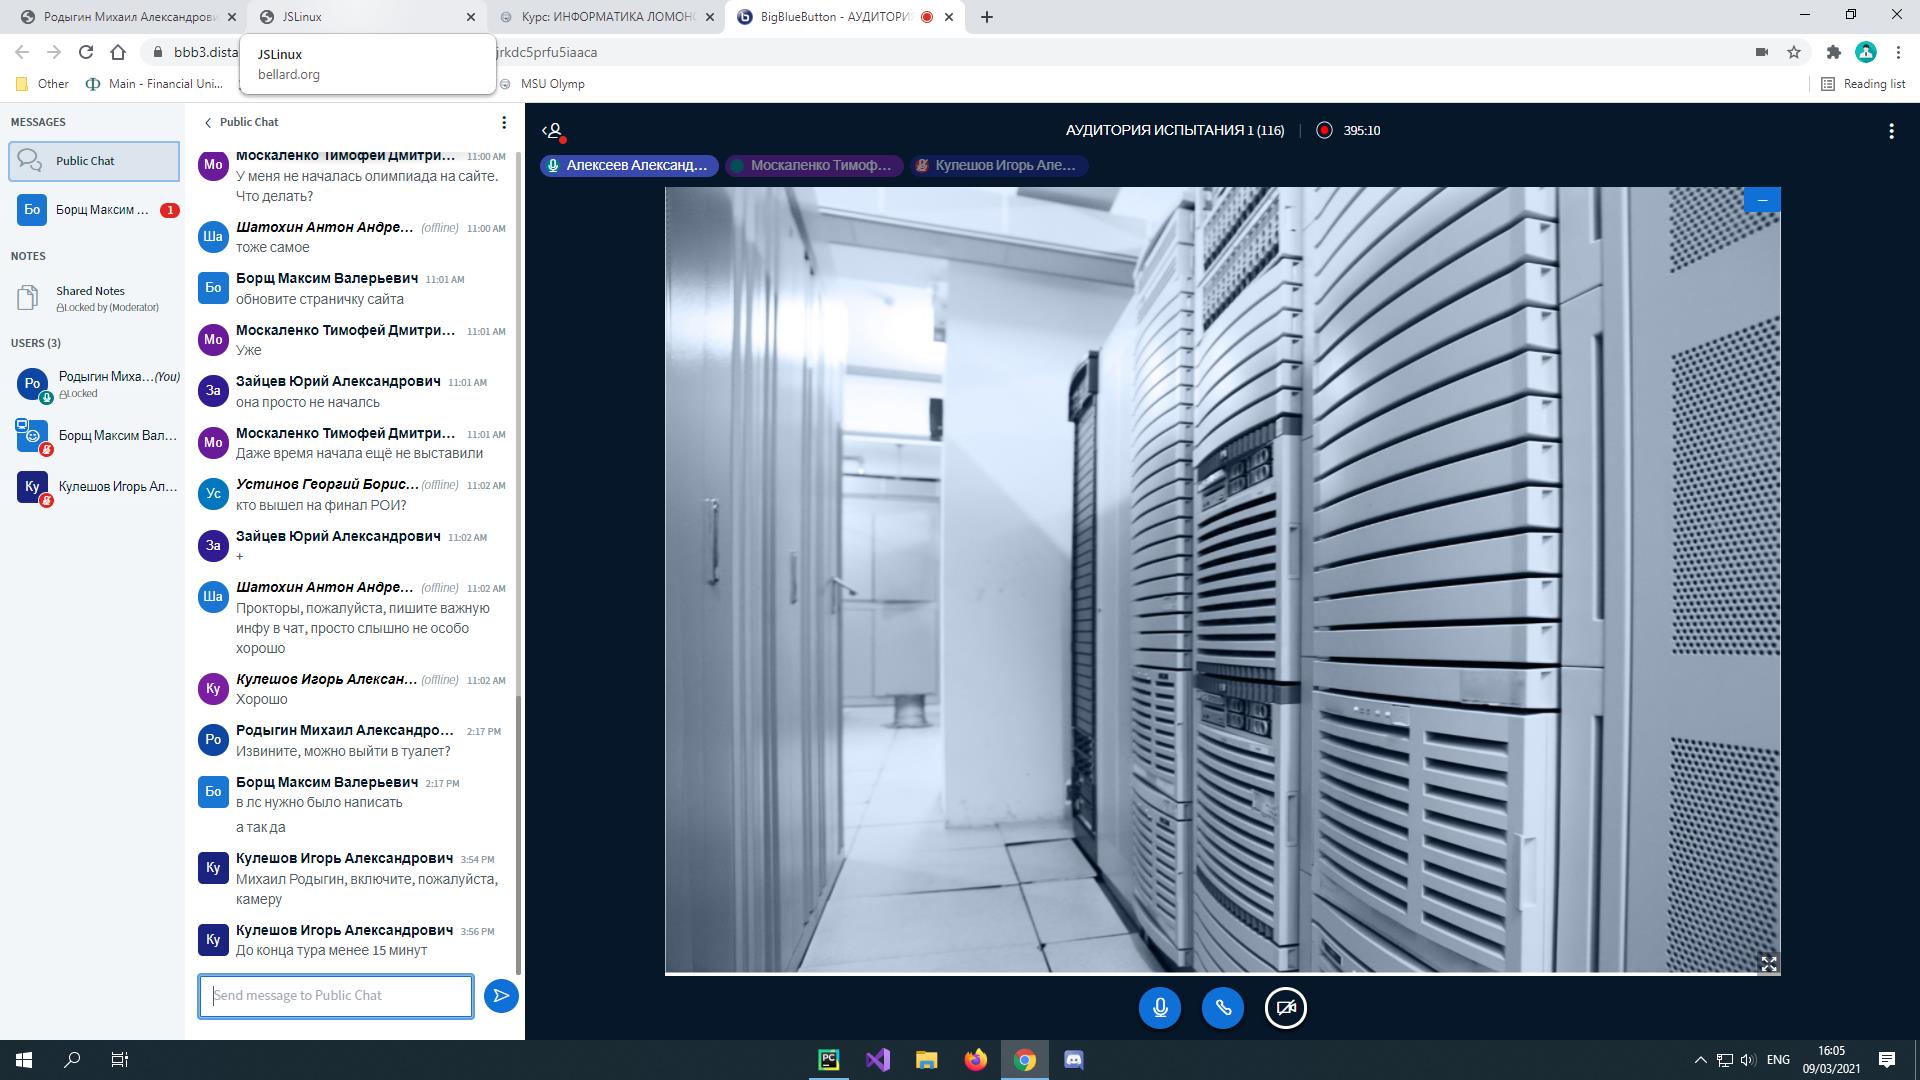 Родыгин Михаил Александрови
JSLinux
Курс: ИНФОРМАТИКА ЛОМОНО
BigBlueButton - АУДИТОРИ
bbb3.dista
jrkdc5prfu5iaaca
JSLinux
bellard.org
Other
Main - Financial Uni...
MSU Olymp
Reading list
MESSAGES
Public Chat
Бо
Борщ Максим ...
1
NOTES
Shared Notes
Locked by (Moderator)
USERS (3)
Ро
Родыгин Миха...(You)
Locked
Борщ Максим Вал...
Ку
Кулешов Игорь Ал...
Public Chat
Мо
Москаленко Тимофей Дмитри... 11:00 AM
У меня не началась олимпиада на сайте.
Что делать?
Ша
Шатохин Антон Андре... (offline) 11:00 AM
тоже самое
Бо
Борщ Максим Валерьевич 11:01 AM
обновите страничку сайта
Мо
Москаленко Тимофей Дмитри... 11:01 AM
Уже
За
Зайцев Юрий Александрович 11:01 AM
она просто не началсь
Мо
Москаленко Тимофей Дмитри... 11:01 AM
Даже время начала ещё не выставили
Ус
Устинов Георгий Борис... (offline) 11:02 AM
кто вышел на финал РОИ?
За
Зайцев Юрий Александрович 11:02 AM
+
Ша
Шатохин Антон Андре... (offline) 11:02 AM
Прокторы, пожалуйста, пишите важную
инфу в чат, просто слышно не особо
хорошо
Ку
Кулешов Игорь Алексан... (offline) 11:02 AM
Хорошо
Ро
Родыгин Михаил Александро... 2:17 PM
Извините, можно выйти в туалет?
Бо
Борщ Максим Валерьевич 2:17 PM
в лс нужно было написать
а так да
Ку
Кулешов Игорь Александрович 3:54 PM
Михаил Родыгин, включите, пожалуйста,
камеру
Ку
Кулешов Игорь Александрович 3:56 PM
До конца тура менее 15 минут
Send message to Public Chat
АУДИТОРИЯ ИСПЫТАНИЯ 1 (116)
395:10
Алексеев Александ...
Москаленко Тимоф...
Кулешов Игорь Але...
PC
ENG
16:05
09/03/2021